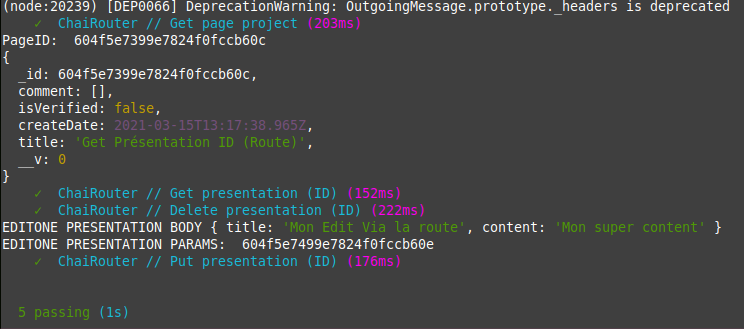 (node:20239) [DEP0066] DeprecationWarning: OutgoingMessage.prototype._headers is deprecated
✓ ChaiRouter // Get page project (203ms)
PageID:  604f5e7399e7824f0fccb60c
{
  _id: 604f5e7399e7824f0fccb60c,
  comment: [],
  isVerified: false,
  createDate: 2021-03-15T13:17:38.965Z,
  title: 'Get Présentation ID (Route)',
  __v: 0
}
✓ ChaiRouter // Get presentation (ID) (152ms)
✓ ChaiRouter // Delete presentation (ID) (222ms)
EDITONE PRESENTATION BODY { title: 'Mon Edit Via la route', content: 'Mon super content' }
EDITONE PRESENTATION PARAMS:  604f5e7499e7824f0fccb60e
✓ ChaiRouter // Put presentation (ID) (176ms)
5 passing (1s)